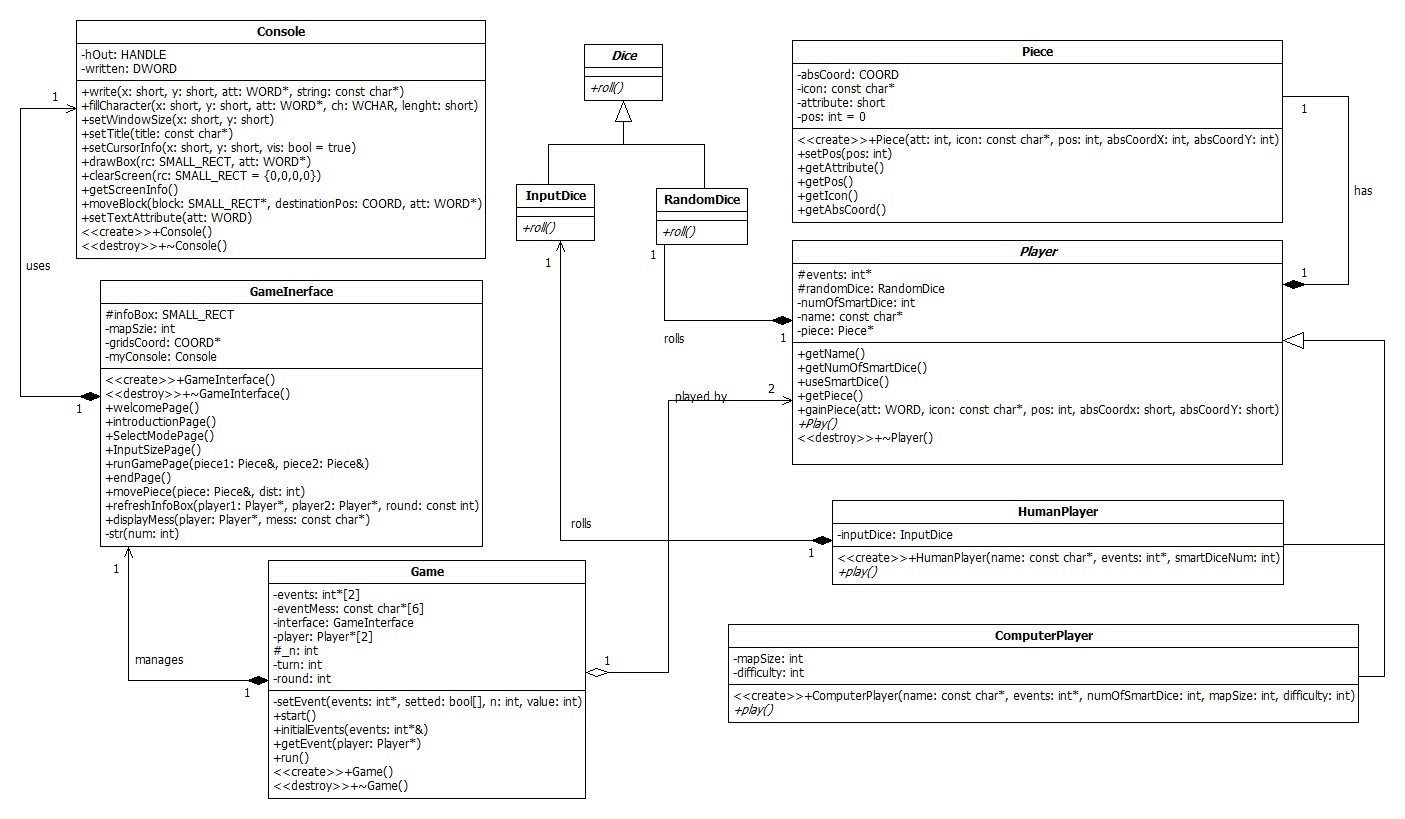 Console
-hOut: HANDLE
-written: DWORD
+write(x: short, y: short, att: WORD*, string: const char*)
+fillCharacter(x: short, y: short, att: WORD*, ch: WCHAR, lenght: short)
+setWindowSize(x: short, y: short)
+setTitle(title: const char*)
+setCursorInfo(x: short, y: short, vis: bool = true)
+drawBox(rc: SMALL_RECT, att: WORD*)
+clearScreen(rc: SMALL_RECT = {0,0,0,0})
+getScreenInfo()
+moveBlock(block: SMALL_RECT*, destinationPos: COORD, att: WORD*)
+setTextAttribute(att: WORD)
<<create>>+Console()
<<destroy>>+~Console()
1
uses
1
Dice
+roll()
InputDice
+roll()
1
RandomDice
+roll()
1
Piece
-absCoord: COORD
-icon: const char*
-attribute: short
-pos: int = 0
<<create>>+Piece(att: int, icon: const char*, pos: int, absCoordX: int, absCoordY: int)
+setPos(pos: int)
+getAttribute()
+getPos()
+getIcon()
+getAbsCoord()
1
has
1
Player
#events: int*
#randomDice: RandomDice
-numOfSmartDice: int
-name: const char*
-piece: Piece*
+getName()
+getNumOfSmartDice()
+useSmartDice()
+getPiece()
+gainPiece(att: WORD, icon: const char*, pos: int, absCoordx: short, absCoordY: short)
+Play()
<<destroy>>+~Player()
rolls
1
played by
2
GameInerface
#infoBox: SMALL_RECT
-mapSzie: int
-gridsCoord: COORD*
-myConsole: Console
<<create>>+GameInterface()
<<destroy>>+~GameInterface()
+welcomePage()
+introductionPage()
+SelectModePage()
+InputSizePage()
+runGamePage(piece1: Piece&, piece2: Piece&)
+endPage()
+movePiece(piece: Piece&, dist: int)
+refreshInfoBox(player1: Player*, player2: Player*, round: const int)
+displayMess(player: Player*, mess: const char*)
-str(num: int)
rolls
1
HumanPlayer
-inputDice: InputDice
<<create>>+HumanPlayer(name: const char*, events: int*, smartDiceNum: int)
+play()
1
manages
1
Game
-events: int*[2]
-eventMess: const char*[6]
-interface: GameInterface
-player: Player*[2]
#_n: int
-turn: int
-round: int
-setEvent(events: int*, setted: bool[], n: int, value: int)
+start()
+initialEvents(events: int*&)
+getEvent(player: Player*)
+run()
<<create>>+Game()
<<destroy>>+~Game()
1
ComputerPlayer
-mapSize: int
-difficulty: int
<<create>>+ComputerPlayer(name: const char*, events: int*, numOfSmartDice: int, mapSize: int, difficulty: int)
+play()